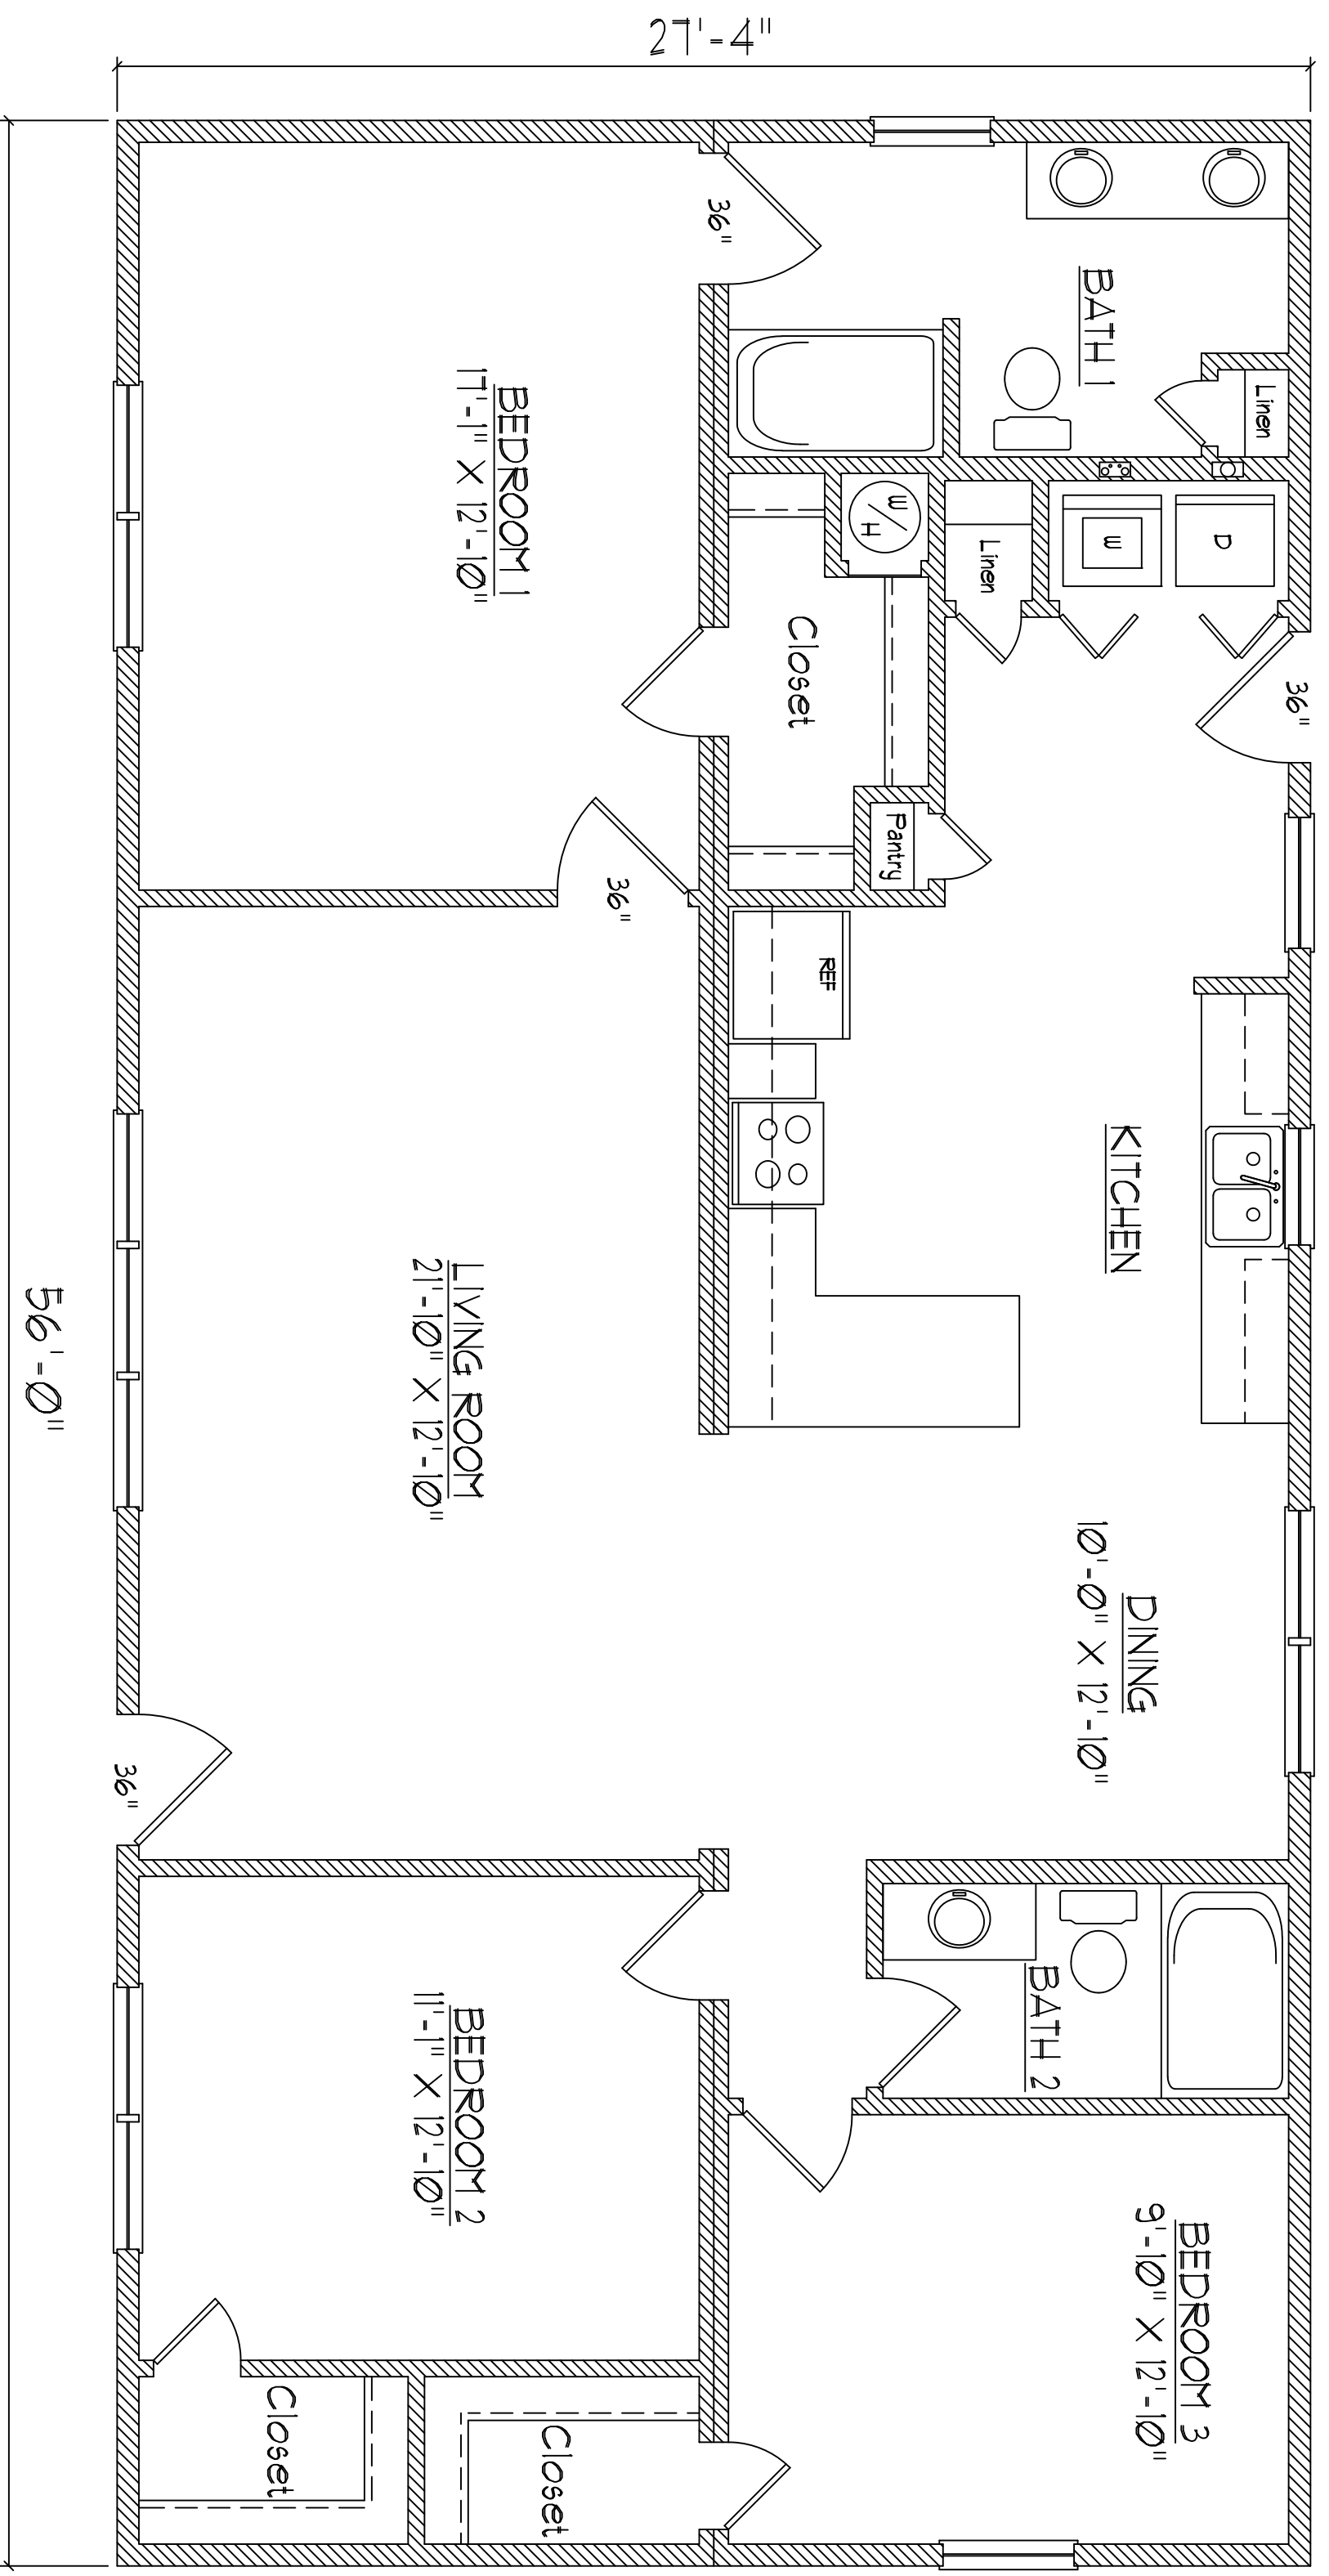 27'-4"
36"
Linen
D
BEDROOM 3
9'-10" X 12'-10"
DINING
10'-0" X 12'-10"
KITCHEN
BATH 1
W
BATH 2
Linen
Pantry
W/H
REF
Closet
36"
36"
Closet
BEDROOM 1
17'-1" X 12'-10"
LIVING ROOM
21'-10" X 12'-10"
BEDROOM 2
11'-1" X 12'-10"
Closet
36"
56'-0"